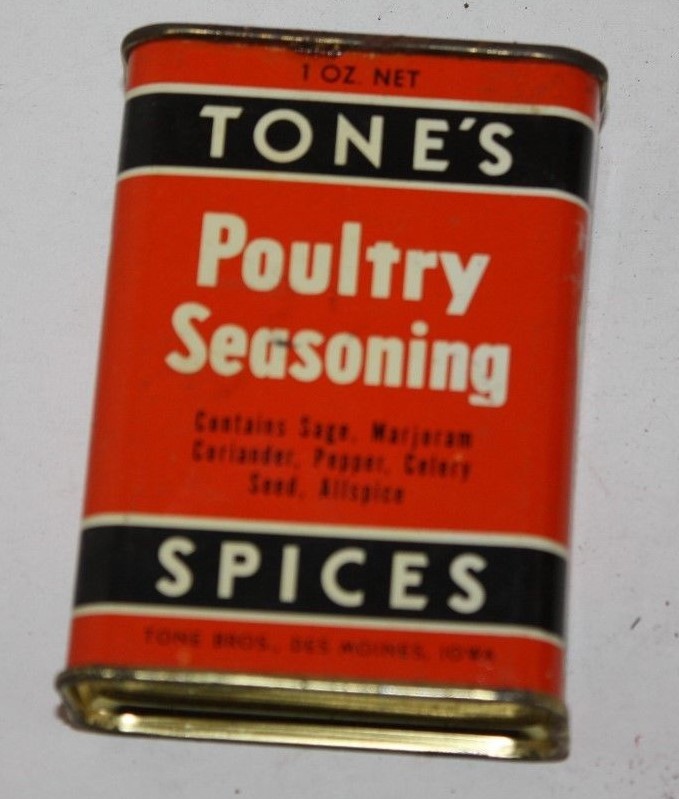 1 OZ. NET
TONE'S
Poultry
Seasoning
Contains Sage, Marjoram
Coriander, Pepper, Celery
Seed, Allspice
SPICES
TONE BROS., DES MOINES, IOWA